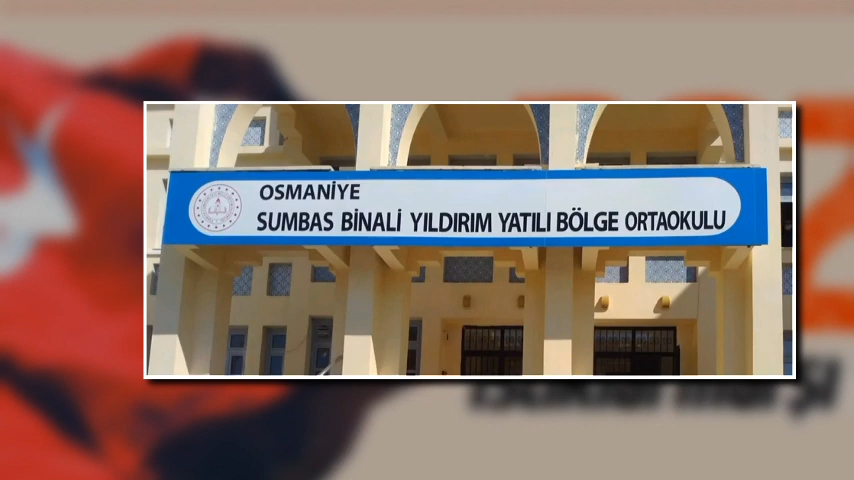 OSMANİYE
SUMBAS BİNALİ YILDIRIM YATILI BÖLGE ORTAOKULU